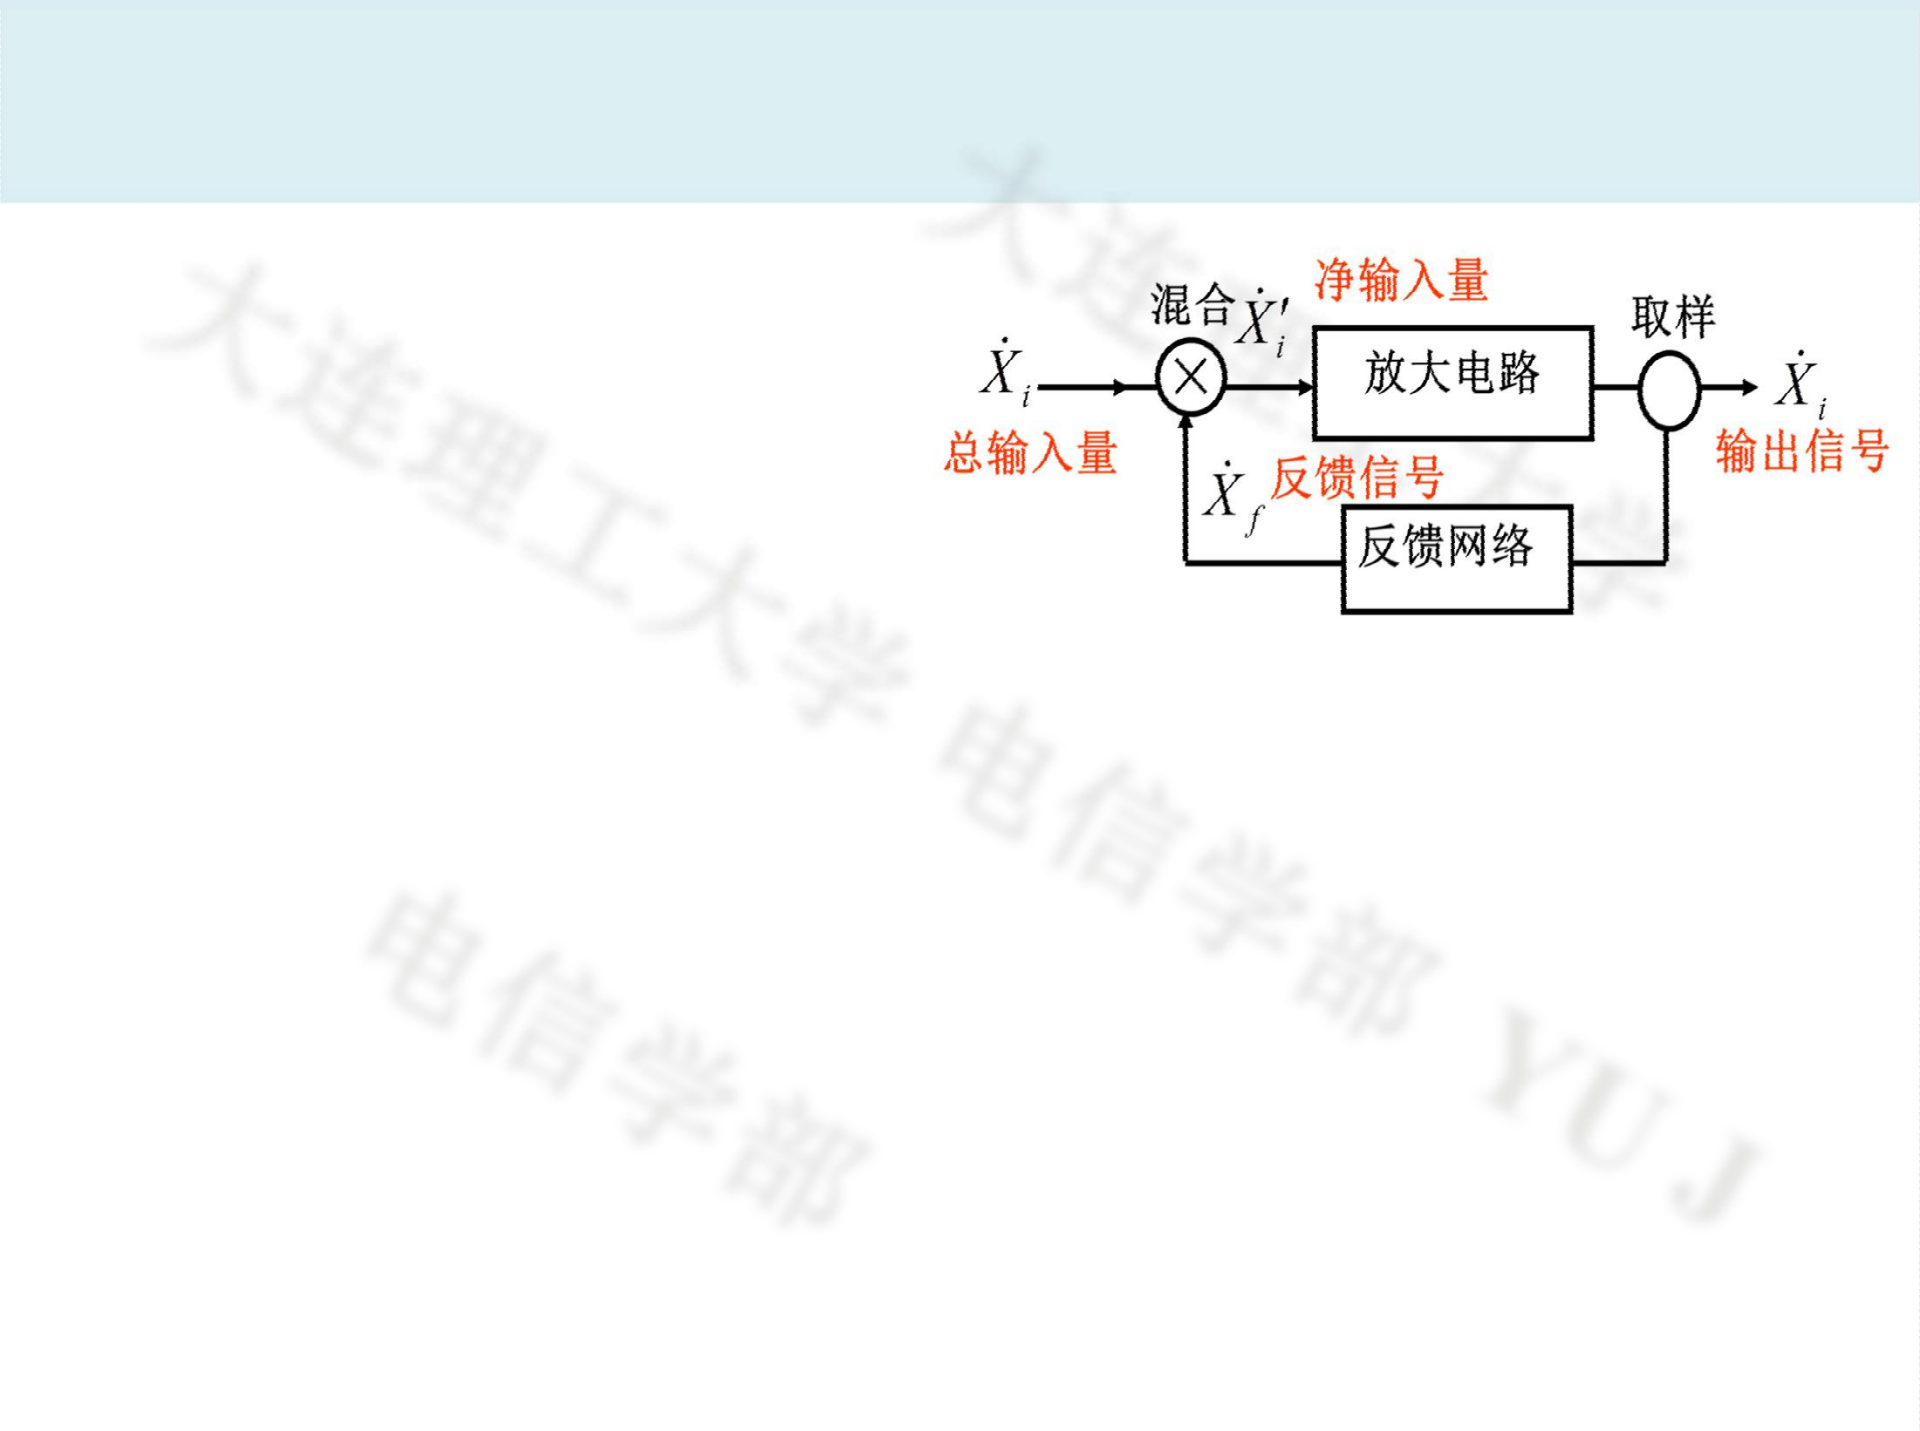 净输入量
混合 Ẋ'i
取样
放大电路
Ẋi
Ẋi
总输入量
输出信号
Ẋf 反馈信号
反馈网络
大连理工大学
大连理工大学
电信学部 YU J
电信学部